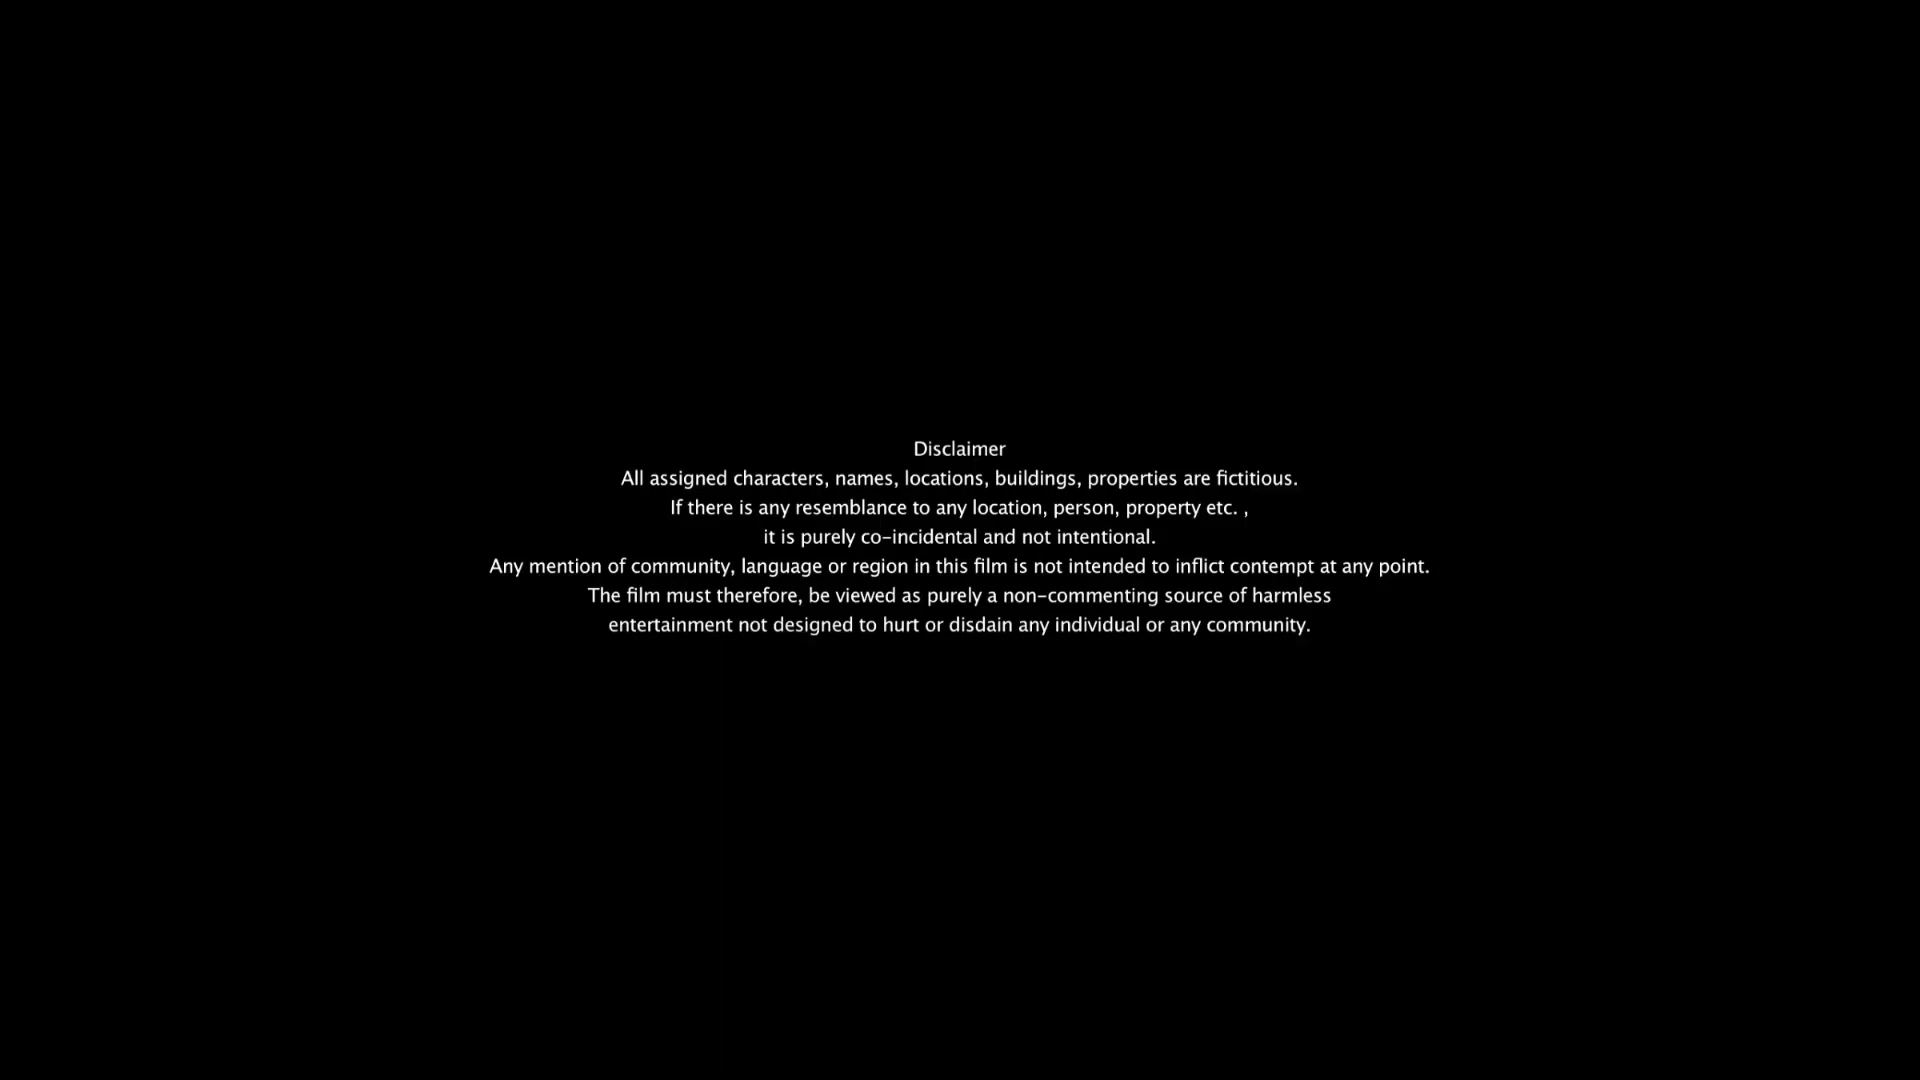 Disclaimer
All assigned characters, names, locations, buildings, properties are fictitious.
If there is any resemblance to any location, person, property etc. ,
it is purely co-incidental and not intentional.
Any mention of community, language or region in this film is not intended to inflict contempt at any point.
The film must therefore, be viewed as purely a non-commenting source of harmless
entertainment not designed to hurt or disdain any individual or any community.